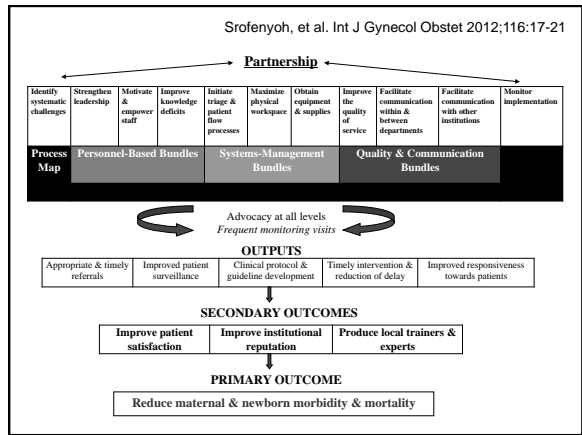 Srofenyoh, et al. Int J Gynecol Obstet 2012;116:17-21
Partnership
Identify
systematic
challenges
Strengthen
leadership
Motivate
&
empower
staff
Improve
knowledge
deficits
Initiate
triage &
patient
flow
processes
Maximize
physical
workspace
Obtain
equipment
& supplies
Improve
the
quality
of
service
Facilitate
communication
within &
between
departments
Facilitate
communication
with other
institutions
Monitor
implementation
Process
Map
Personnel-Based Bundles
Systems-Management
Bundles
Quality & Communication
Bundles
Advocacy at all levels
Frequent monitoring visits
OUTPUTS
Appropriate & timely
referrals
Improved patient
surveillance
Clinical protocol &
guideline development
Timely intervention &
reduction of delay
Improved responsiveness
towards patients
SECONDARY OUTCOMES
Improve patient
satisfaction
Improve institutional
reputation
Produce local trainers &
experts
PRIMARY OUTCOME
Reduce maternal & newborn morbidity & mortality